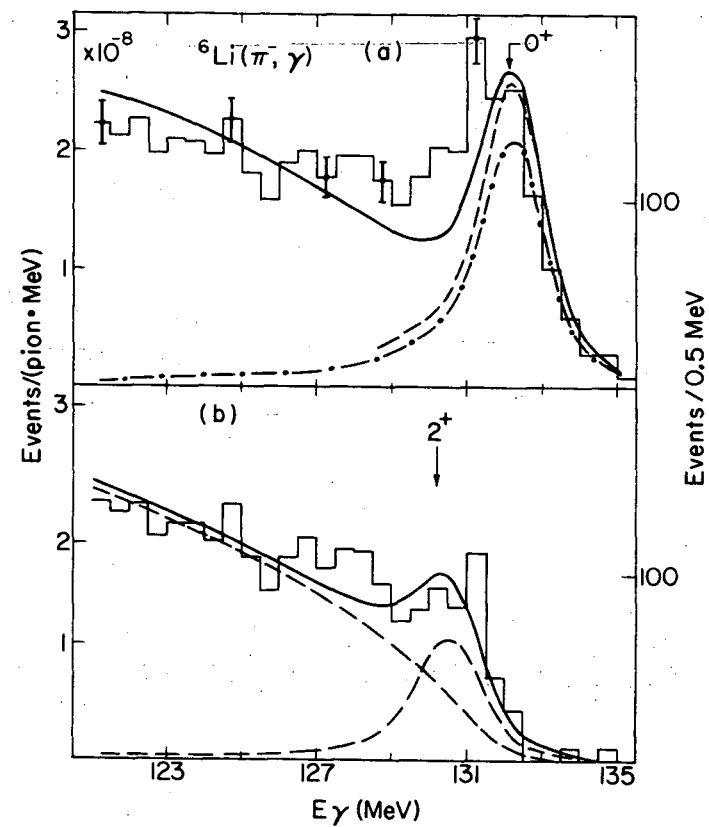 3
x10⁻⁸
⁶Li(π⁻, γ)
(a)
0⁺
2
1
100
Events/(pion•MeV)
Events/0.5 MeV
3
(b)
2⁺
2
1
100
123
127
131
135
Eγ (MeV)